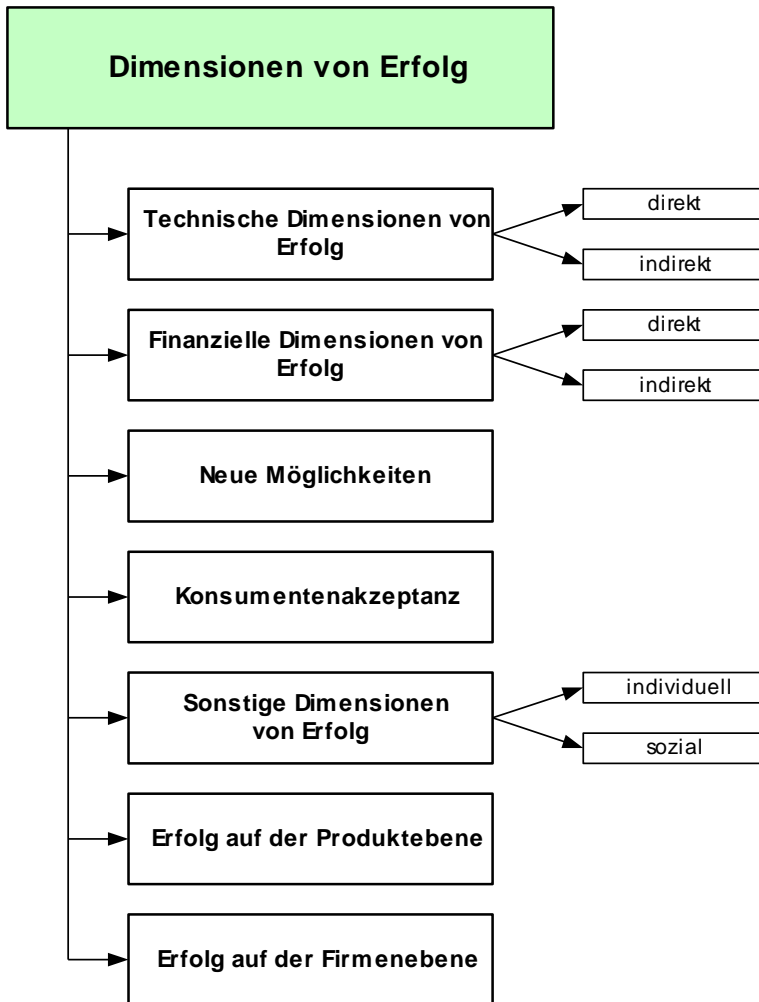 Dimensionen von Erfolg
Technische Dimensionen von
Erfolg
direkt
indirekt
Finanzielle Dimensionen von
Erfolg
direkt
indirekt
Neue Möglichkeiten
Konsumentenakzeptanz
Sonstige Dimensionen
von Erfolg
individuell
sozial
Erfolg auf der Produktebene
Erfolg auf der Firmenebene